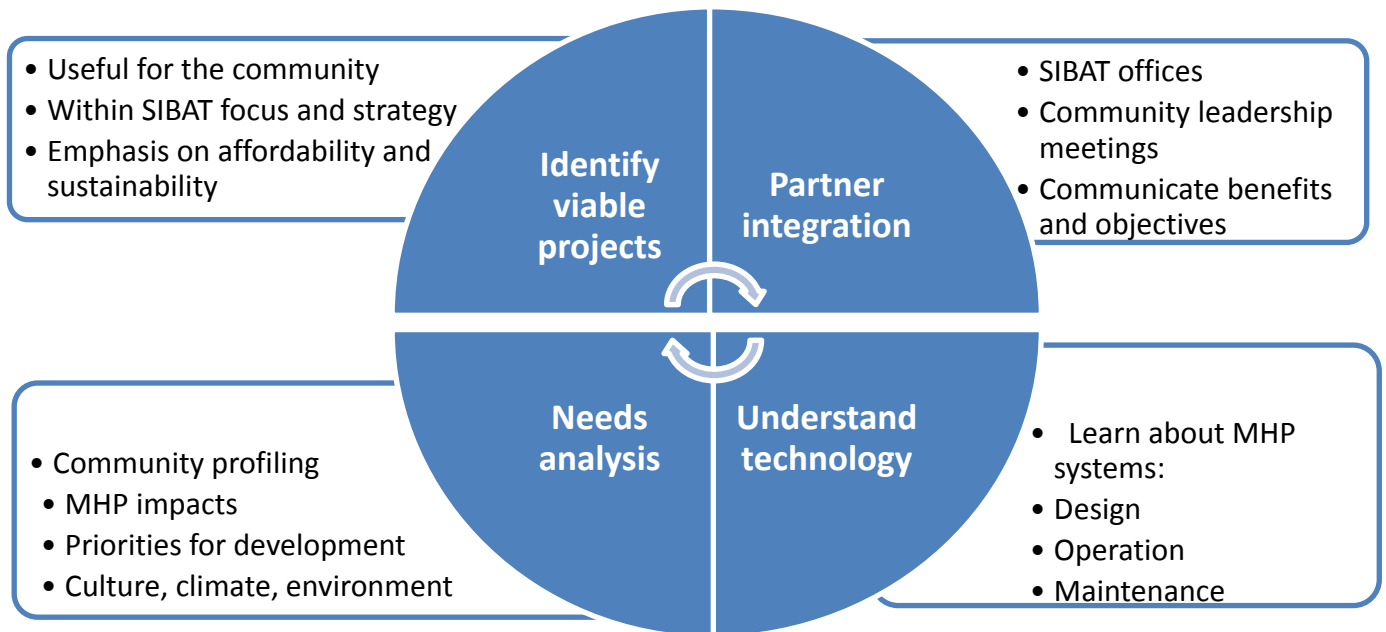 • Useful for the community
• Within SIBAT focus and strategy
• Emphasis on affordability and
sustainability
Identify
viable
projects
Partner
integration
• SIBAT offices
• Community leadership
meetings
• Communicate benefits
and objectives
• Community profiling
• MHP impacts
• Priorities for development
• Culture, climate, environment
Needs
analysis
Understand
technology
• Learn about MHP
systems:
• Design
• Operation
• Maintenance